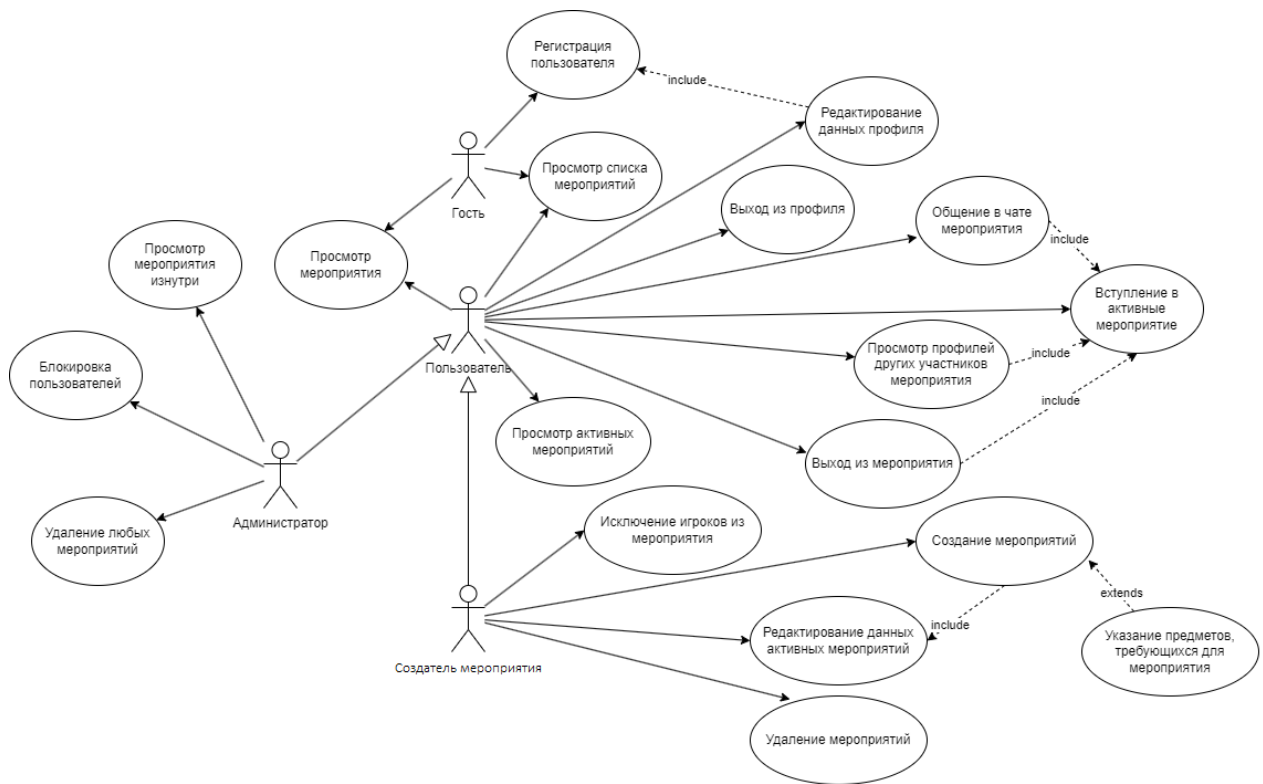 Регистрация
пользователя
include
Редактирование
данных профиля
Гость
Просмотр списка
мероприятий
Выход из профиля
Общение в чате
мероприятия
include
Просмотр
мероприятия
изнутри
Просмотр
мероприятия
Вступление в
активные
мероприятие
Пользователь
Просмотр профилей
других участников
мероприятия
include
Блокировка
пользователей
include
Просмотр активных
мероприятий
Выход из мероприятия
Администратор
Удаление любых
мероприятий
Исключение игроков из
мероприятия
Создание мероприятий
extends
include
Создатель мероприятия
Редактирование данных
активных мероприятий
Указание предметов,
требующихся для
мероприятия
Удаление мероприятий